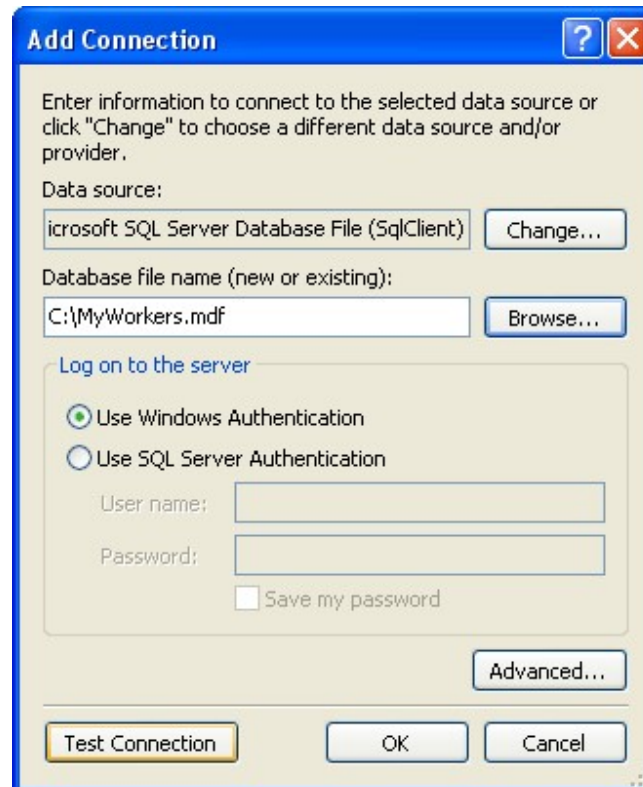 Add Connection
?
Enter information to connect to the selected data source or
click "Change" to choose a different data source and/or
provider.
Data source:
icrosoft SQL Server Database File (SqlClient)
Change...
Database file name (new or existing):
C:\MyWorkers.mdf
Browse...
Log on to the server
Use Windows Authentication
Use SQL Server Authentication
User name:
Password:
Save my password
Advanced...
Test Connection
OK
Cancel